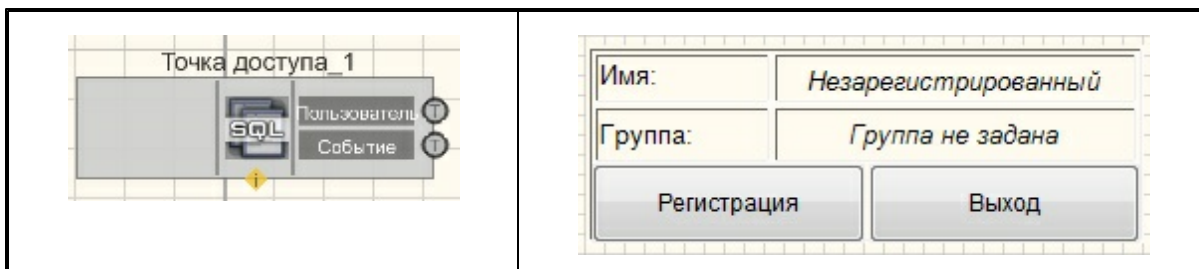 Точка доступа_1
SQL
Пользователь T
Событие T
i
Имя: Незарегистрированный
Группа: Группа не задана
Регистрация Выход